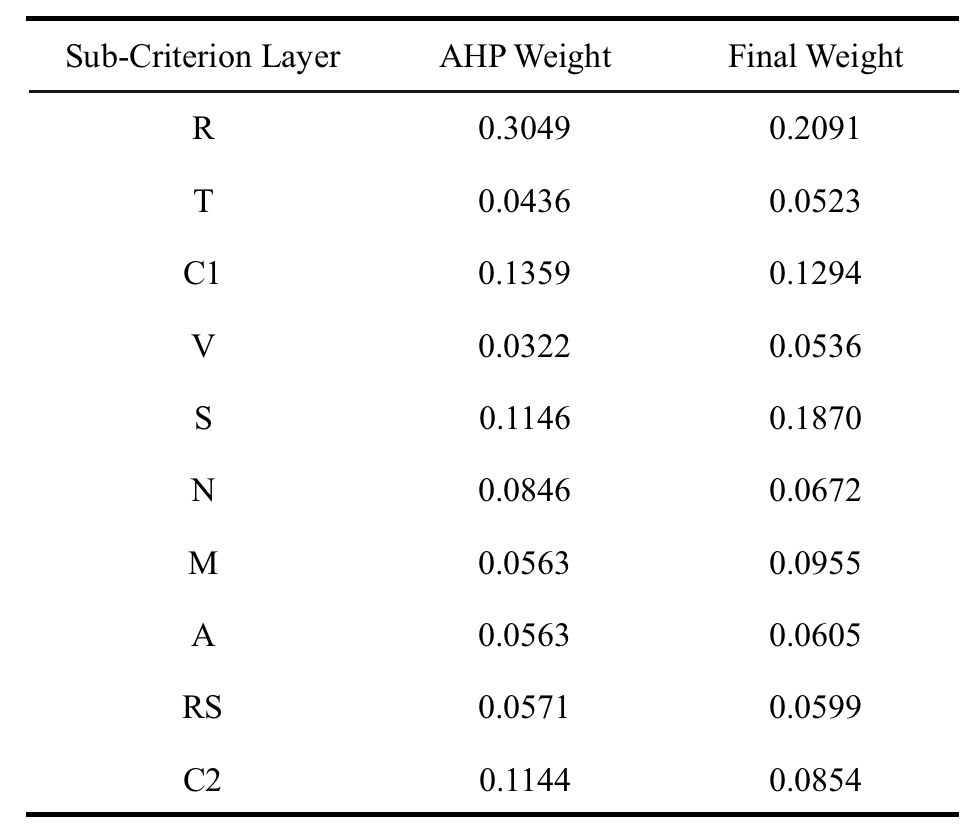 Sub-Criterion Layer AHP Weight Final Weight
R 0.3049 0.2091
T 0.0436 0.0523
C1 0.1359 0.1294
V 0.0322 0.0536
S 0.1146 0.1870
N 0.0846 0.0672
M 0.0563 0.0955
A 0.0563 0.0605
RS 0.0571 0.0599
C2 0.1144 0.0854